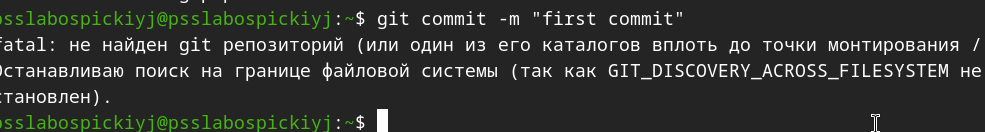 psslabospickiyj@psslabospickiyj:~$ git commit -m "first commit"
fatal: не найден git репозиторий (или один из его каталогов вплоть до точки монтирования /
Останавливаю поиск на границе файловой системы (так как GIT_DISCOVERY_ACROSS_FILESYSTEM не
становлен).
psslabospickiyj@psslabospickiyj:~$